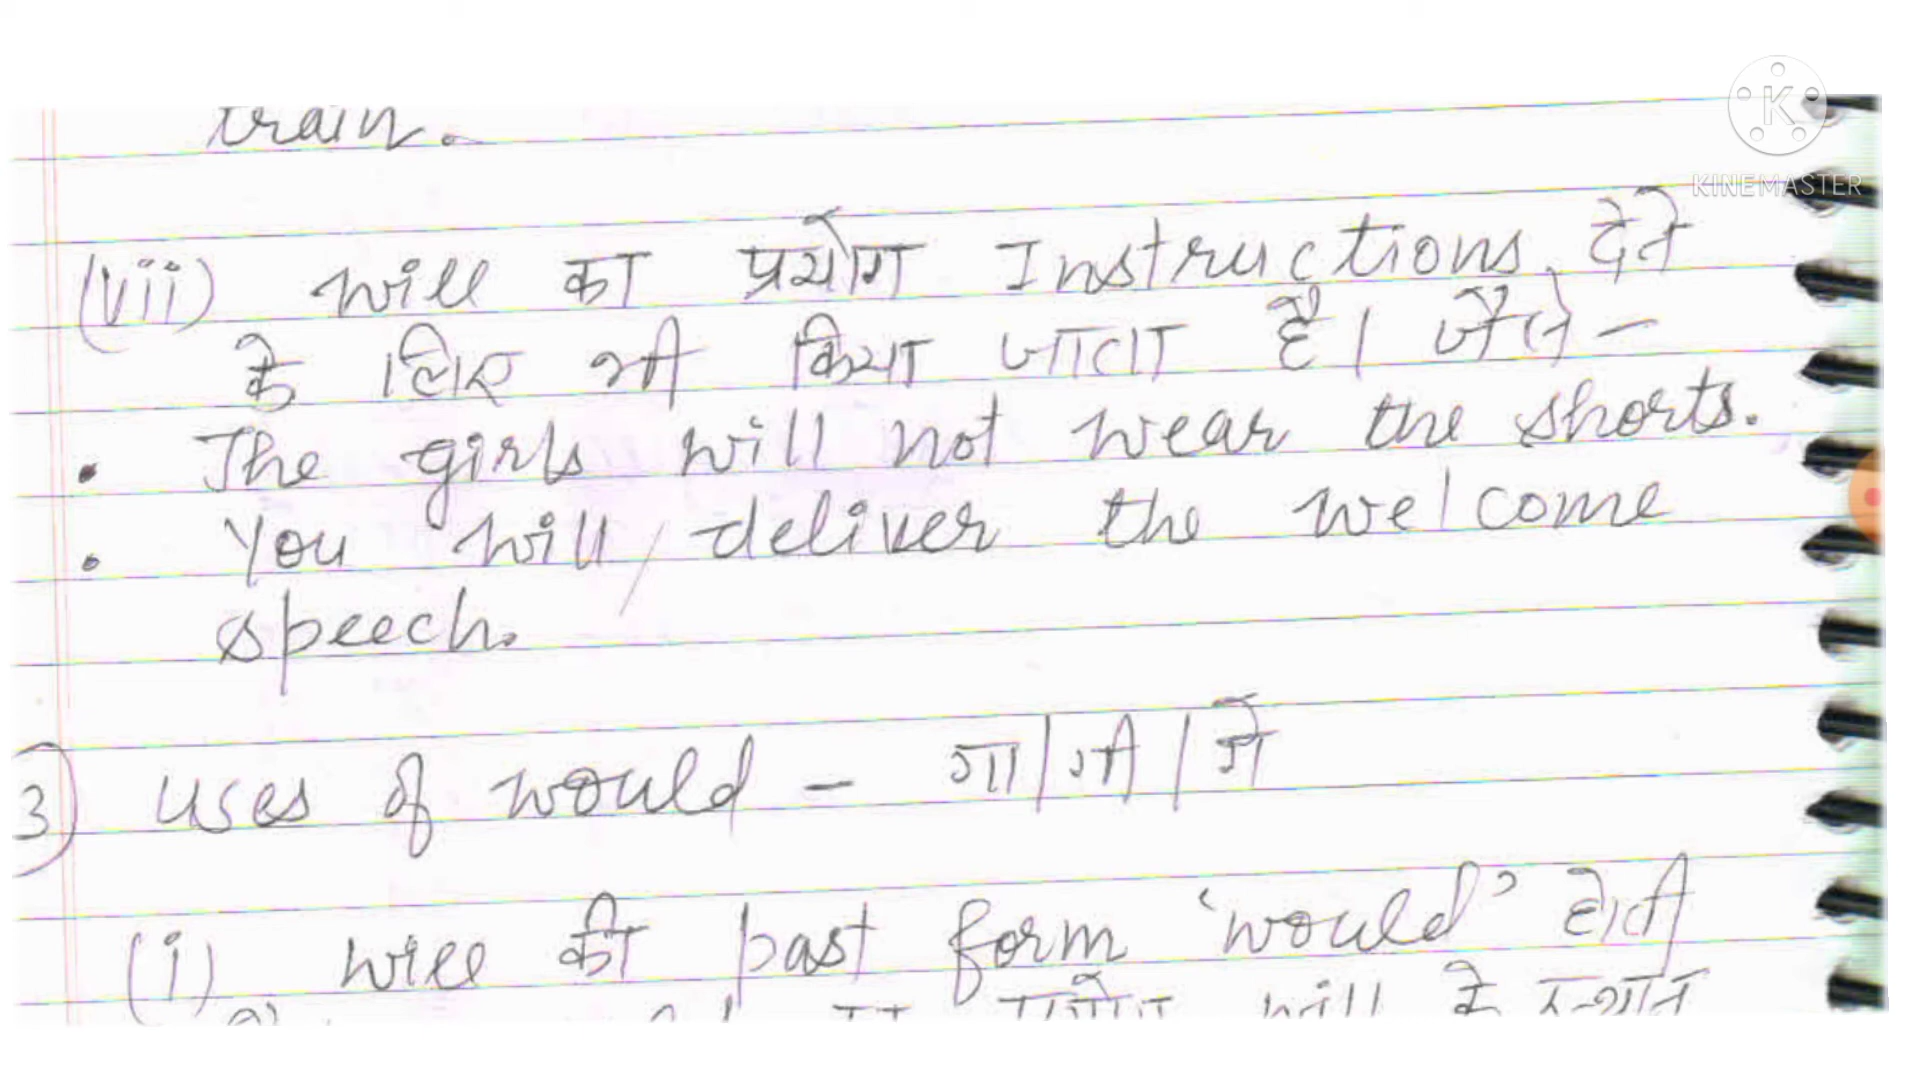 train.
KINEMASTER
(vii) will का प्रयोग Instructions देने
के लिए भी किया जाता है। जैसे -
• The girls will not wear the shorts.
• You will deliver the welcome
speech.
3) uses of would - गा/गी/गे
(i) will की past form 'would' होती
will के स्थान